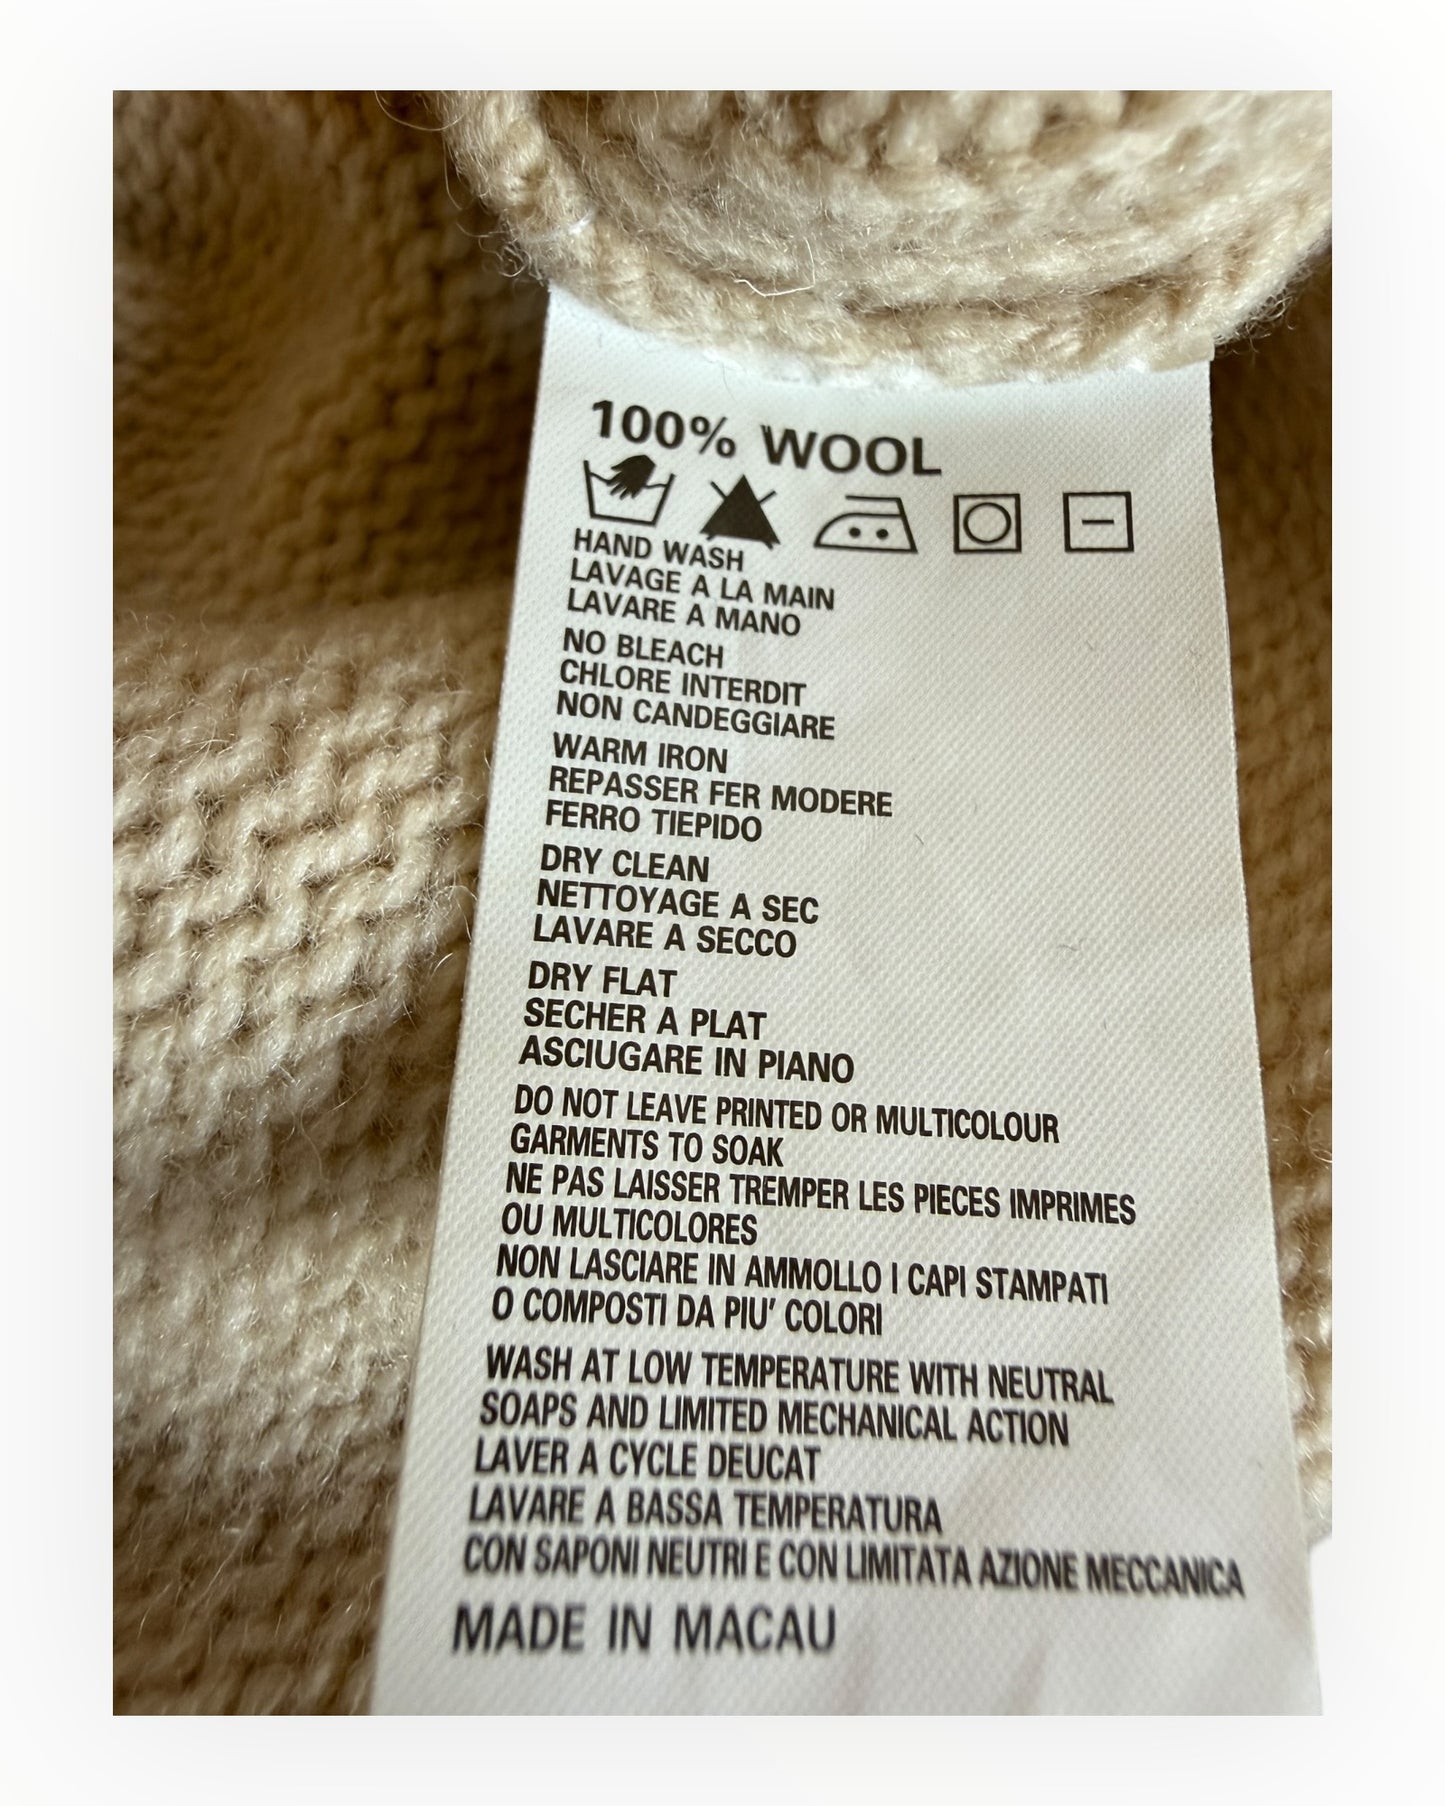 100% WOOL
HAND WASH
LAVAGE A LA MAIN
LAVARE A MANO
NO BLEACH
CHLORE INTERDIT
NON CANDEGGIARE
WARM IRON
REPASSER FER MODERE
FERRO TIEPIDO
DRY CLEAN
NETTOYAGE A SEC
LAVARE A SECCO
DRY FLAT
SECHER A PLAT
ASCIUGARE IN PIANO
DO NOT LEAVE PRINTED OR MULTICOLOUR
GARMENTS TO SOAK
NE PAS LAISSER TREMPER LES PIECES IMPRIMES
OU MULTICOLORES
NON LASCIARE IN AMMOLLO I CAPI STAMPATI
O COMPOSTI DA PIU' COLORI
WASH AT LOW TEMPERATURE WITH NEUTRAL
SOAPS AND LIMITED MECHANICAL ACTION
LAVER A CYCLE DEUCAT
LAVARE A BASSA TEMPERATURA
CON SAPONI NEUTRI E CON LIMITATA AZIONE MECCANICA
MADE IN MACAU